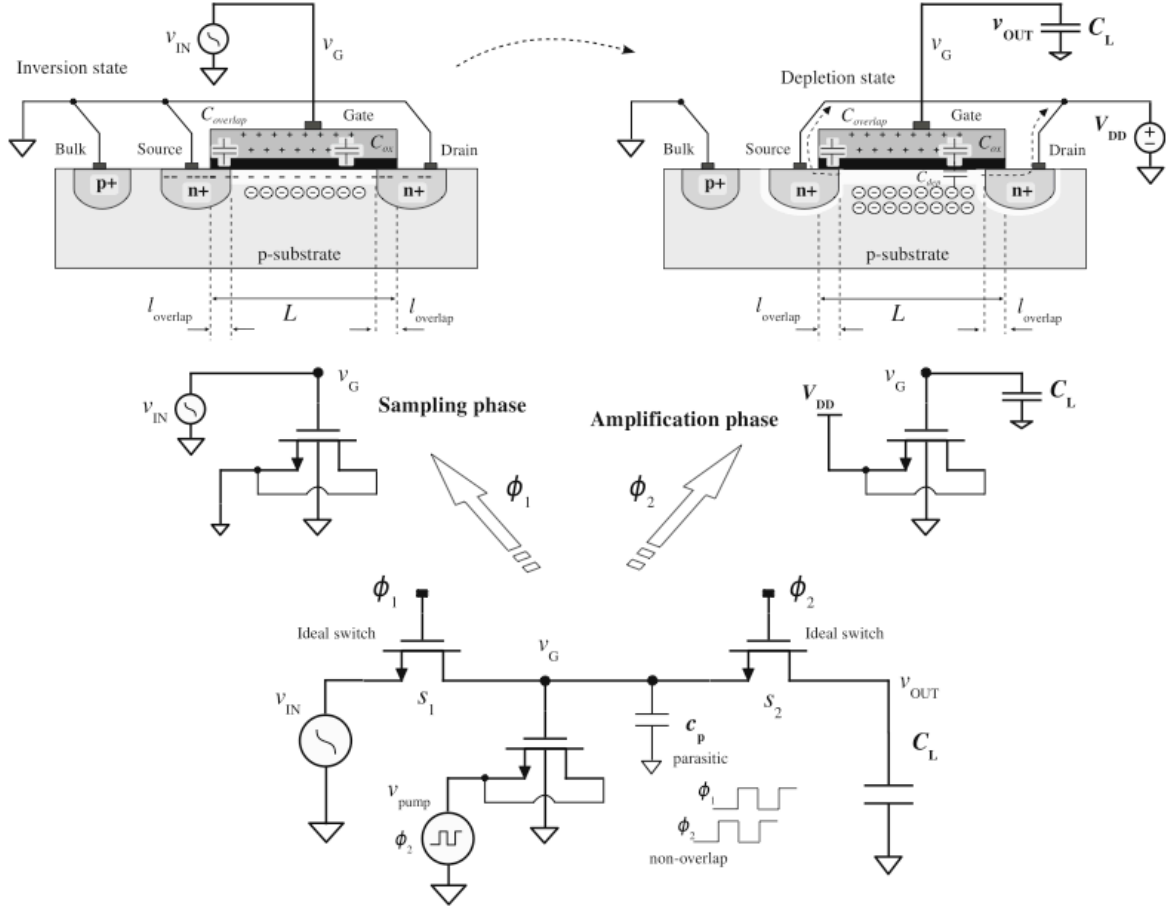 v_IN
v_G
Inversion state
C_overlap
Gate
C_ox
Bulk
Source
Drain
p+
n+
n+
p-substrate
l_overlap
L
l_overlap
v_OUT
C_L
v_G
Depletion state
C_overlap
Gate
C_ox
V_DD
Bulk
Source
Drain
C_dep
p+
n+
n+
p-substrate
l_overlap
L
l_overlap
v_G
v_IN
Sampling phase
ϕ_1
v_G
V_DD
C_L
Amplification phase
ϕ_2
ϕ_1
ϕ_2
Ideal switch
Ideal switch
v_G
v_IN
S_1
S_2
v_OUT
c_p
parasitic
C_L
v_pump
ϕ_2
ϕ_1
ϕ_2
non-overlap